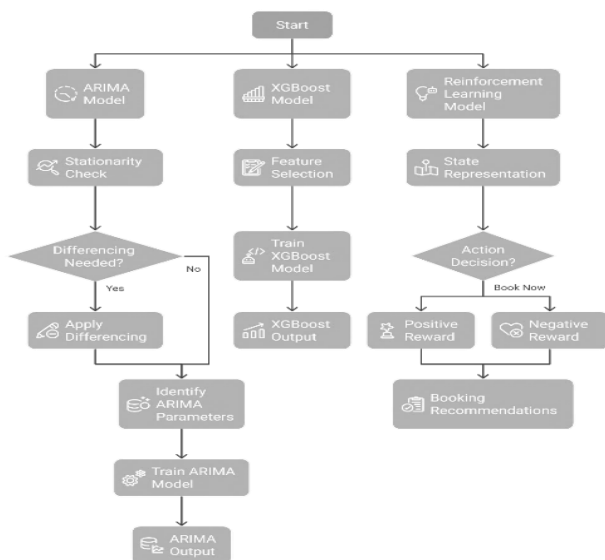 Start
ARIMA
Model
XGBoost
Model
Reinforcement
Learning
Model
Stationarity
Check
Feature
Selection
State
Representation
Differencing
Needed?
No
Yes
Train
XGBoost
Model
Action
Decision?
Book Now
Apply
Differencing
XGBoost
Output
Positive
Reward
Negative
Reward
Identify
ARIMA
Parameters
Booking
Recommendations
Train ARIMA
Model
ARIMA
Output